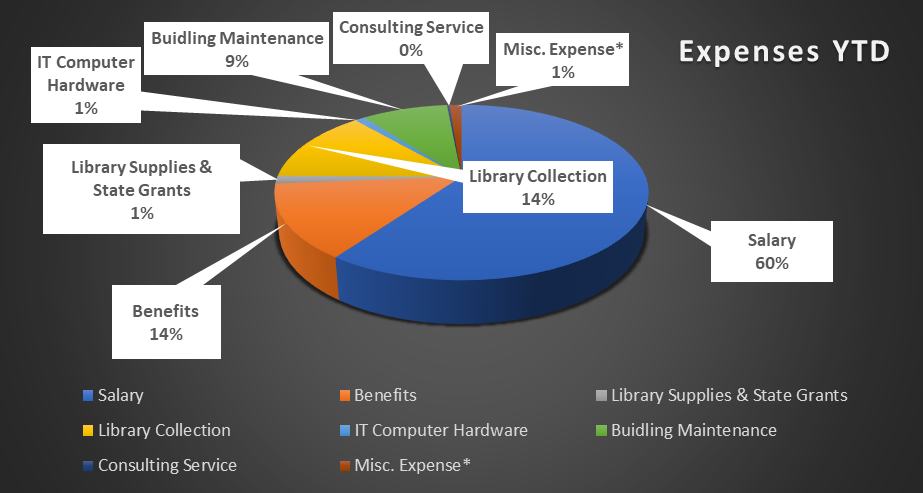 Expenses YTD
Consulting Service
0%
Buidling Maintenance
9%
Misc. Expense*
1%
IT Computer
Hardware
1%
Library Supplies &
State Grants
1%
Library Collection
14%
Salary
60%
Benefits
14%
Salary
Benefits
Library Supplies & State Grants
Library Collection
IT Computer Hardware
Buidling Maintenance
Consulting Service
Misc. Expense*